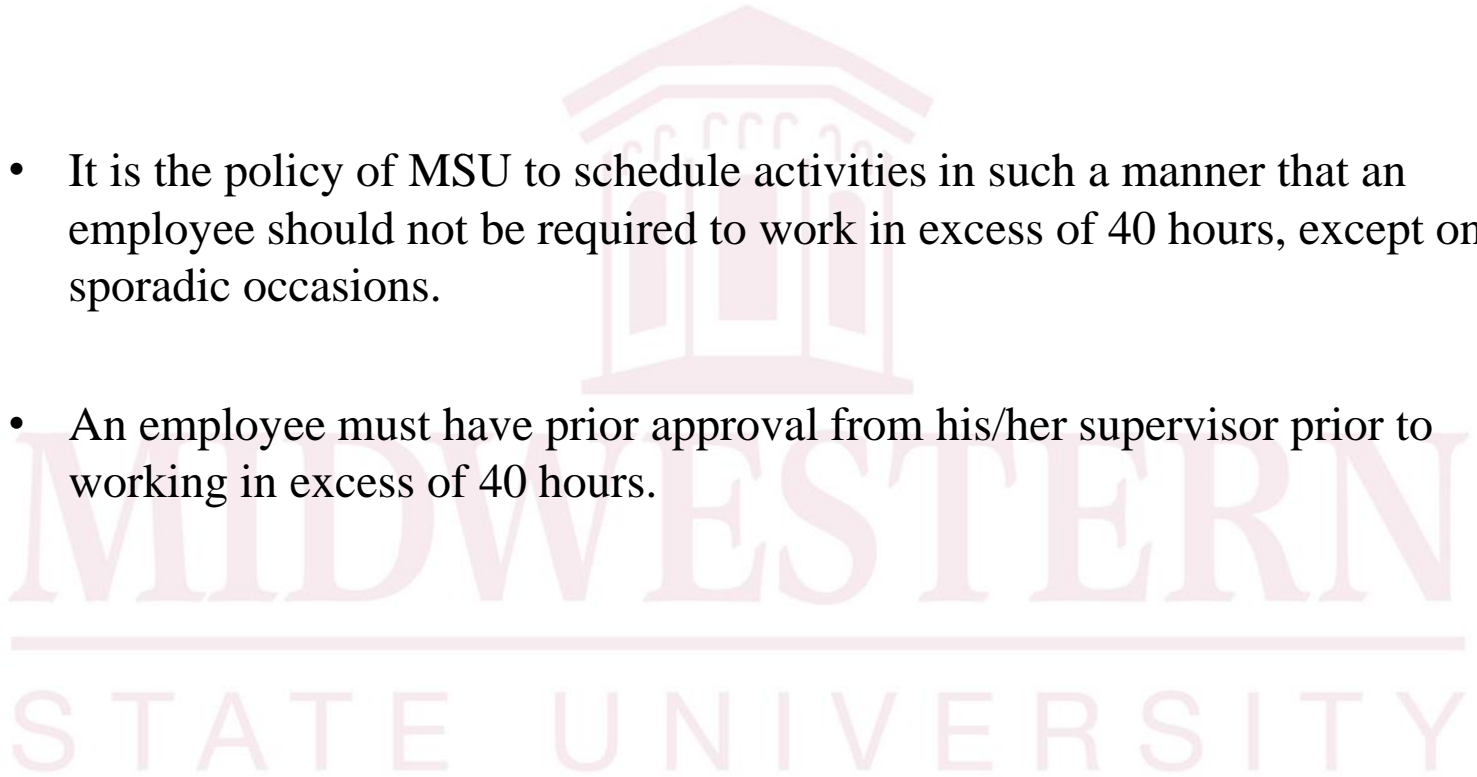 • It is the policy of MSU to schedule activities in such a manner that an
employee should not be required to work in excess of 40 hours, except on
sporadic occasions.
• An employee must have prior approval from his/her supervisor prior to
working in excess of 40 hours.
MIDWESTERN
STATE UNIVERSITY